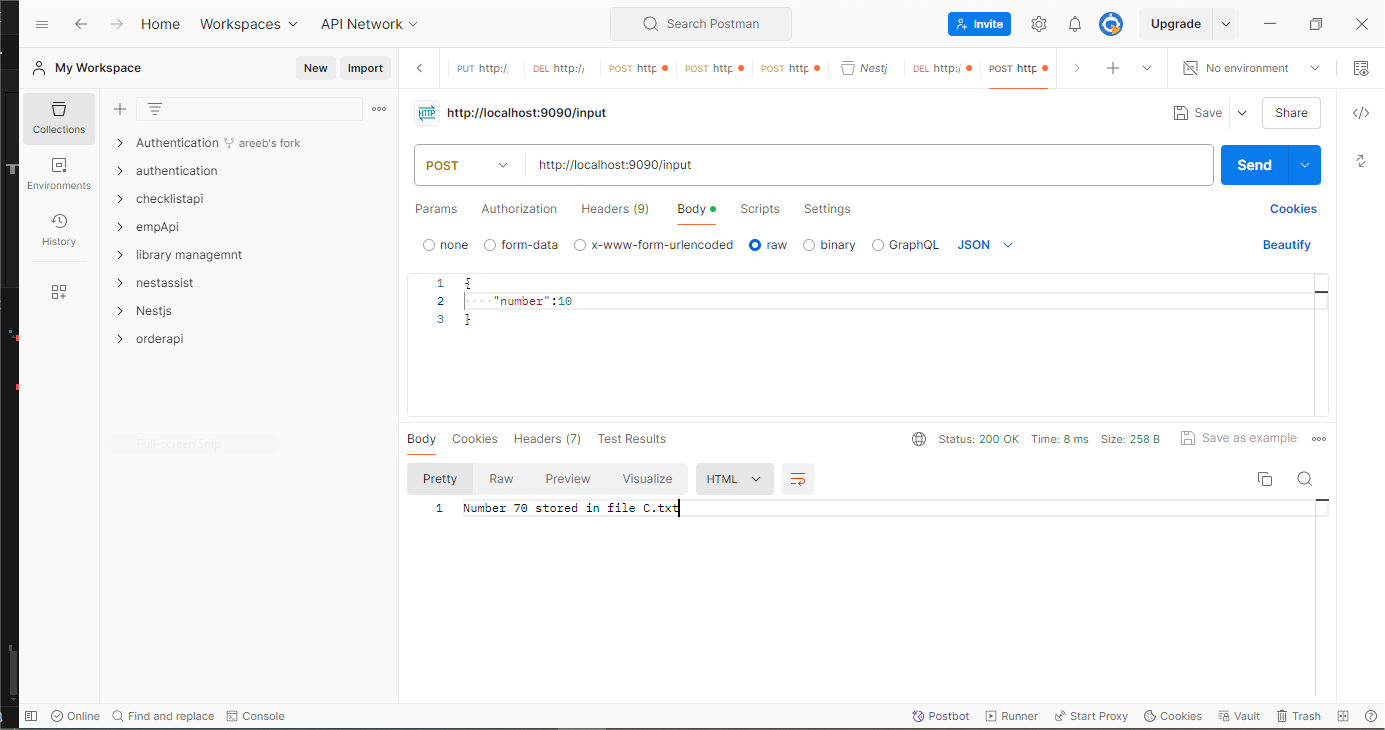 Home Workspaces API Network Search Postman Invite Upgrade
My Workspace New Import PUT http:/. DEL http:/ POST http POST http POST http Nestj DEL http:/ POST http No environment
Collections
Environments
History
Authentication areeb's fork
authentication
checklistapi
empApi
library managemnt
nestassist
Nestjs
orderapi
HTTP http://localhost:9090/input Save Share
POST http://localhost:9090/input Send
Params Authorization Headers (9) Body Scripts Settings Cookies
none form-data x-www-form-urlencoded raw binary GraphQL JSON Beautify
1 {
2 "number":10
3 }
Body Cookies Headers (7) Test Results Status: 200 OK Time: 8 ms Size: 258 B Save as example
Pretty Raw Preview Visualize HTML
1 Number 70 stored in file C.txt
Online Find and replace Console Postbot Runner Start Proxy Cookies Vault Trash